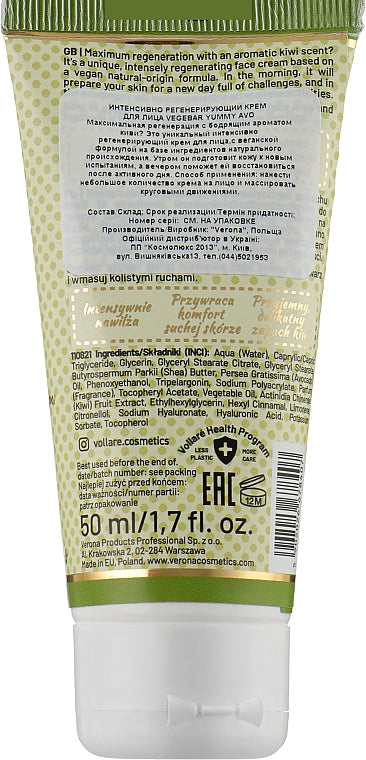 GB | Maximum regeneration with an aromatic kiwi scent?
It's a unique, intensely regenerating face cream based on
a vegan natural-origin formula. In the morning, it will
prepare your skin for a new day full of challenges, and in
ИНТЕНСИВНО РЕГЕНЕРИРУЮЩИЙ КРЕМ
ДЛЯ ЛИЦА VEGEBAR YUMMY AVO
Максимальная регенерация с бодрящим ароматом
киви? Это уникальный интенсивно
регенерирующий крем для лица, с веганской
формулой на базе ингредиентов натурального
происхождения. Утром он подготовит кожу к новым
испытаниям, а вечером поможет ей восстановиться
после активного дня. Способ применения: нанести
небольшое количество крема на лицо и массировать
круговыми движениями.
Состав/Склад; Срок реализации/Термін придатності;
Номер серії: СМ. НА УПАКОВКЕ
Производитель/Виробник: "Verona", Польща
Офіційний дистриб'ютор в Україні:
ПП "Космолюкс 2013", м. Київ,
вул. Вишняківська13, тел.(044)5021953
i wmasuj kolistymi ruchami.
Intensywnie nawilża
Przywraca komfort suchej skórze
Przyjemny, delikatny zapach kiwi
110821 Ingredients/Składniki (INCI): Aqua (Water), Caprylic/Capric
Triglyceride, Glycerin, Glyceryl Stearate Citrate, Glyceryl Stearate,
Butyrospermum Parkii (Shea) Butter, Persea Gratissima (Avocado)
Oil, Phenoxyethanol, Tripelargonin, Sodium Polyacrylate, Parfum
(Fragrance), Tocopheryl Acetate, Vegetable Oil, Actinidia Chinensis
(Kiwi) Fruit Extract, Ethylhexylglycerin, Hexyl Cinnamal, Limonene,
Citronellol, Sodium Hyaluronate, Hyaluronic Acid, Potassium
Sorbate, Tocopherol
vollare.cosmetics
Vollaré Health Program
LESS PLASTIC
MORE CARE
Best used before the end of.
date/batch number: see packing
Najlepiej zużyć przed końcem.
data ważności/numer partii:
patrz opakowanie
EAC
12M
50 ml/1,7 fl. oz.
Verona Products Professional Sp. z o.o.
Al. Krakowska 2, 02-284 Warszawa
Made in EU, Poland, www.veronacosmetics.com